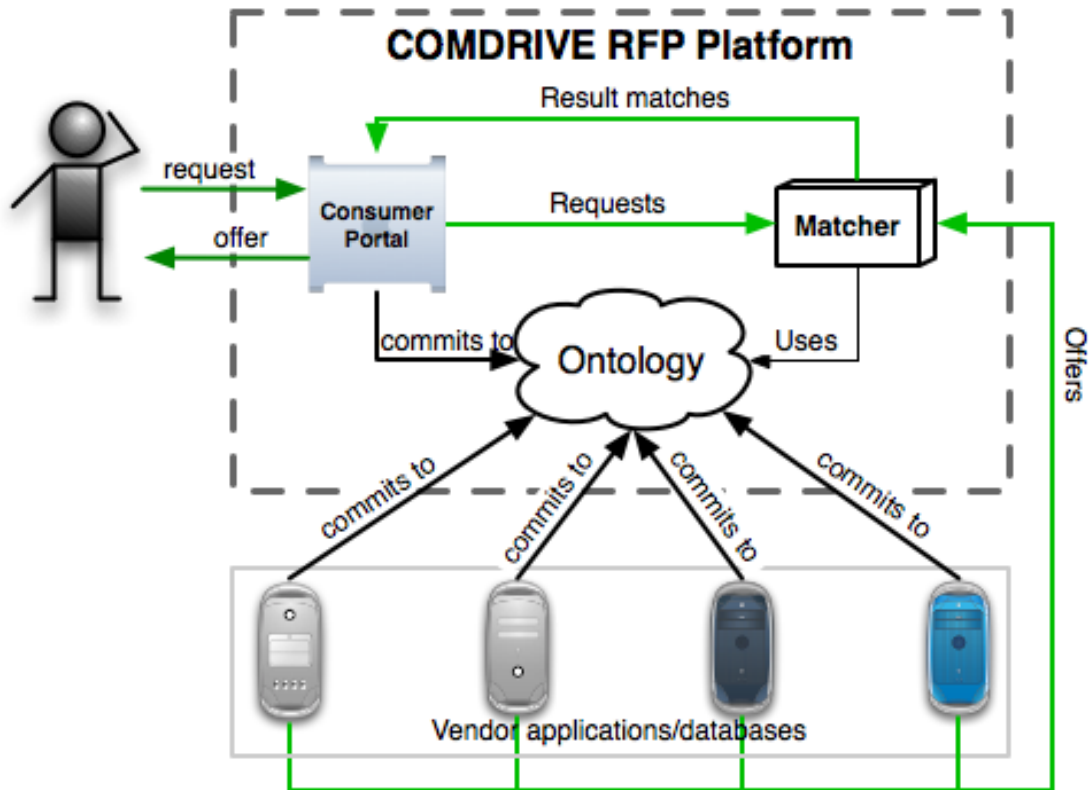 COMDRIVE RFP Platform
Result matches
request
Consumer
Portal
Requests
Matcher
offer
commits to
Ontology
Uses
Offers
commits to
commits to
commits to
commits to
Vendor applications/databases